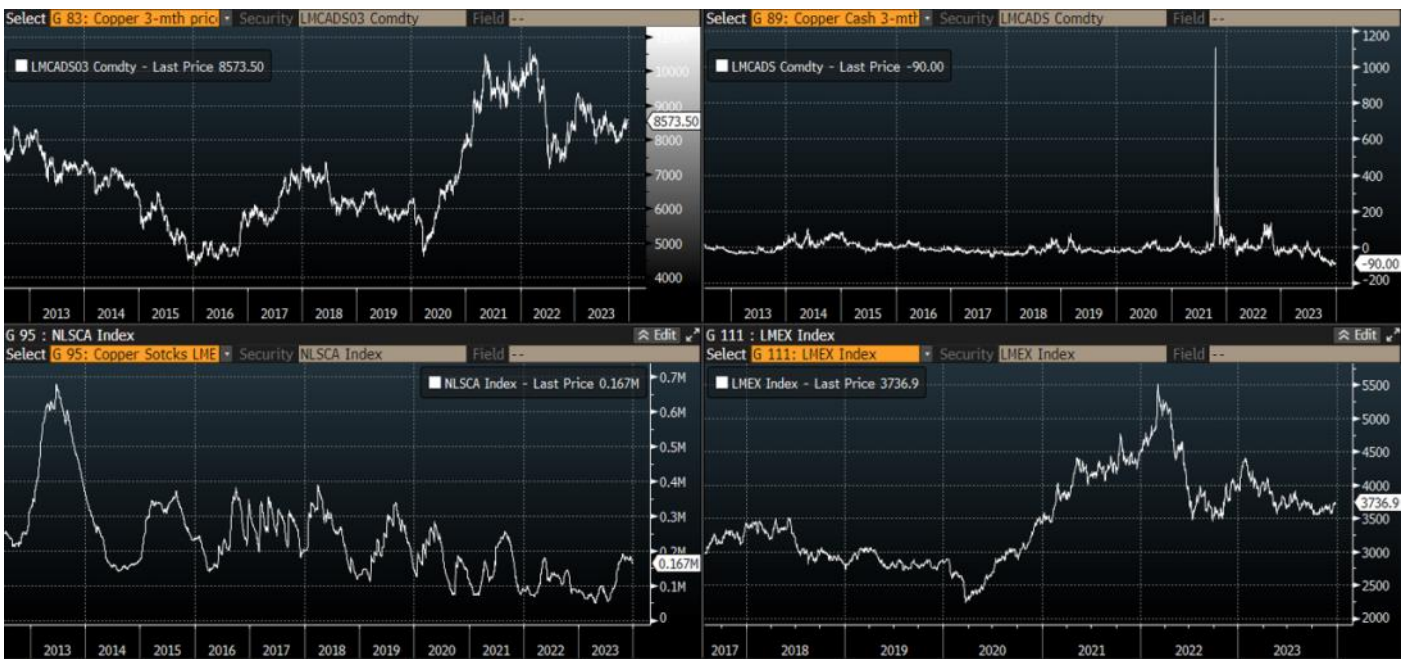 Select G 83: Copper 3-mth pric Security LMCADS03 Comdty Field --
LMCADS03 Comdty - Last Price 8573.50
10000
9000
8573.50
8000
7000
6000
5000
4000
2013 2014 2015 2016 2017 2018 2019 2020 2021 2022 2023
Select G 89: Copper Cash 3-mth Security LMCADS Comdty Field --
LMCADS Comdty - Last Price -90.00
1200
1000
800
600
400
200
0
-90.00
-200
2013 2014 2015 2016 2017 2018 2019 2020 2021 2022 2023
G 95 : NLSCA Index Edit
Select G 95: Copper Sotcks LME Security NLSCA Index Field --
NLSCA Index - Last Price 0.167M
0.7M
0.6M
0.5M
0.4M
0.3M
0.2M
0.167M
0.1M
0
2013 2014 2015 2016 2017 2018 2019 2020 2021 2022 2023
G 111 : LMEX Index Edit
Select G 111: LMEX Index Security LMEX Index Field --
LMEX Index - Last Price 3736.9
5500
5000
4500
4000
3736.9
3500
3000
2500
2000
2017 2018 2019 2020 2021 2022 2023